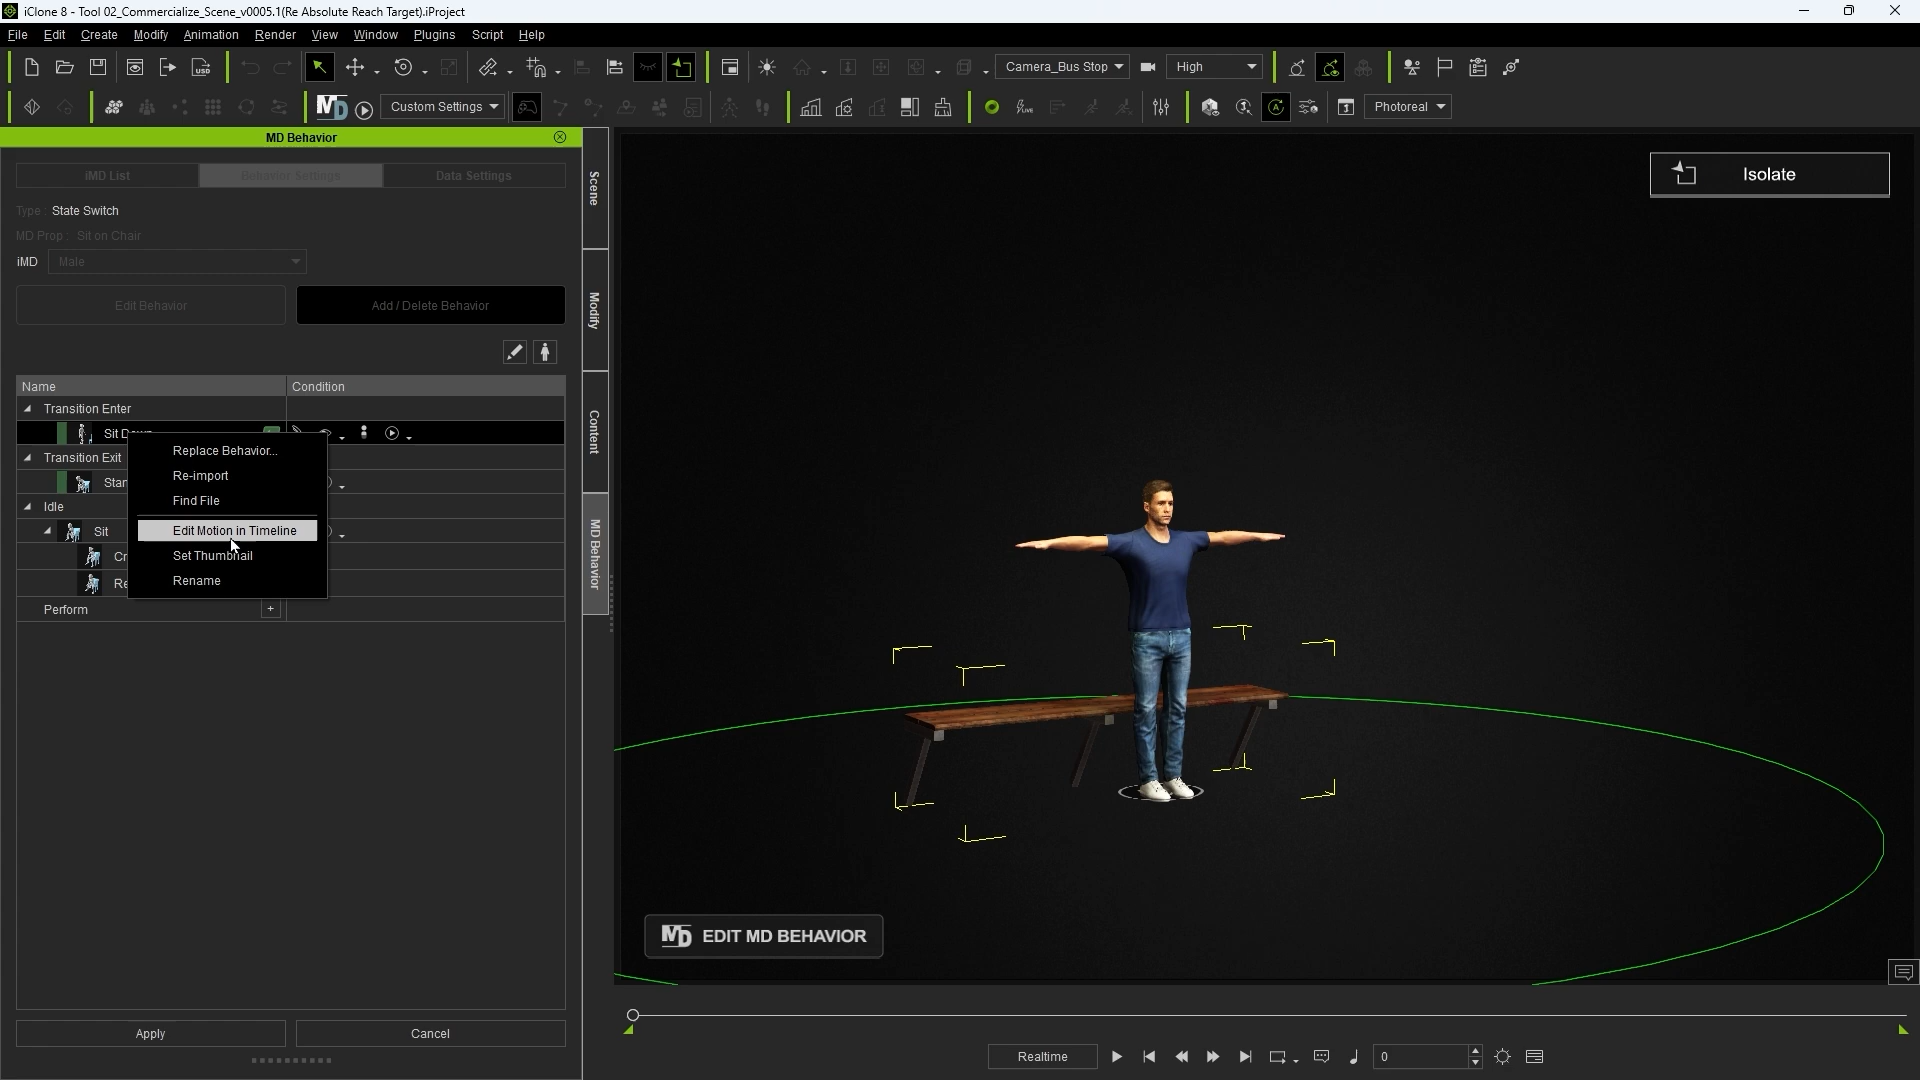 iClone 8 - Tool 02_Commercialize_Scene_v0005.1(Re Absolute Reach Target).iProject
File Edit Create Modify Animation Render View Window Plugins Script Help
Camera_Bus Stop High
USD
MD Custom Settings LIVE Photoreal
MD Behavior
iMD List Behavior Settings Data Settings
Type : State Switch
MD Prop : Sit on Chair
iMD Male
Edit Behavior Add / Delete Behavior
Name Condition
Transition Enter
Transition Exit
Idle
Sit
Perform +
Replace Behavior...
Re-import
Find File
Edit Motion in Timeline
Set Thumbnail
Rename
Apply Cancel
Scene
Modify
Content
MD Behavior
Isolate
MD EDIT MD BEHAVIOR
Realtime 0